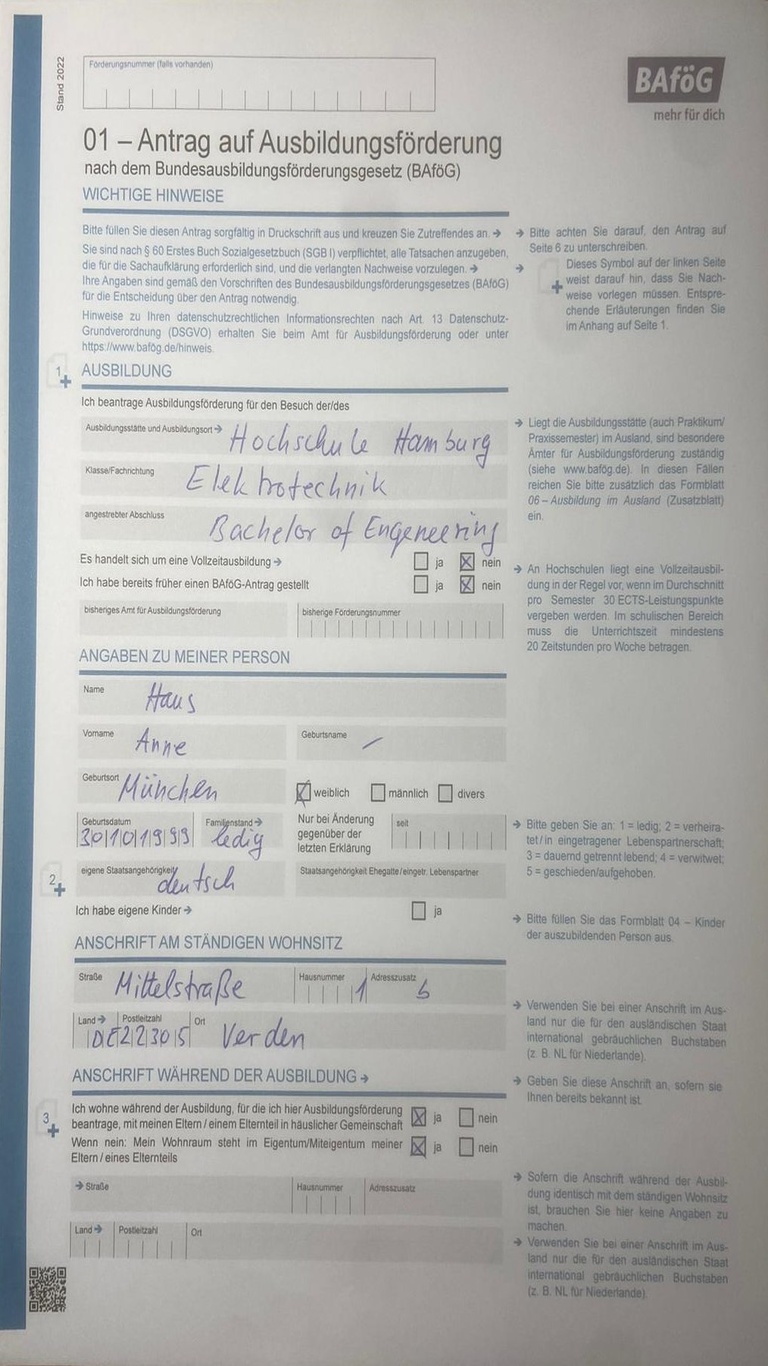 Stand 2022
Förderungsnummer (falls vorhanden)
BAföG
mehr für dich
01 – Antrag auf Ausbildungsförderung
nach dem Bundesausbildungsförderungsgesetz (BAföG)
WICHTIGE HINWEISE
Bitte füllen Sie diesen Antrag sorgfältig in Druckschrift aus und kreuzen Sie Zutreffendes an. →
Sie sind nach § 60 Erstes Buch Sozialgesetzbuch (SGB I) verpflichtet, alle Tatsachen anzugeben,
die für die Sachaufklärung erforderlich sind, und die verlangten Nachweise vorzulegen. →
Ihre Angaben sind gemäß den Vorschriften des Bundesausbildungsförderungsgesetzes (BAföG)
für die Entscheidung über den Antrag notwendig.
Hinweise zu Ihren datenschutzrechtlichen Informationsrechten nach Art. 13 Datenschutz-
Grundverordnung (DSGVO) erhalten Sie beim Amt für Ausbildungsförderung oder unter
https://www.bafög.de/hinweis.
→ Bitte achten Sie darauf, den Antrag auf
Seite 6 zu unterschreiben.
→ Dieses Symbol auf der linken Seite
weist darauf hin, dass Sie Nach-
weise vorlegen müssen. Entspre-
chende Erläuterungen finden Sie
im Anhang auf Seite 1.
1 AUSBILDUNG
Ich beantrage Ausbildungsförderung für den Besuch der/des
Ausbildungsstätte und Ausbildungsort → Hochschule Hamburg
Klasse/Fachrichtung Elektrotechnik
angestrebter Abschluss Bachelor of Engeneering
Es handelt sich um eine Vollzeitausbildung → ja nein
Ich habe bereits früher einen BAföG-Antrag gestellt ja nein
bisheriges Amt für Ausbildungsförderung bisherige Förderungsnummer
→ Liegt die Ausbildungsstätte (auch Praktikum/
Praxissemester) im Ausland, sind besondere
Ämter für Ausbildungsförderung zuständig
(siehe www.bafög.de). In diesen Fällen
reichen Sie bitte zusätzlich das Formblatt
06 – Ausbildung im Ausland (Zusatzblatt)
ein.
→ An Hochschulen liegt eine Vollzeitausbil-
dung in der Regel vor, wenn im Durchschnitt
pro Semester 30 ECTS-Leistungspunkte
vergeben werden. Im schulischen Bereich
muss die Unterrichtszeit mindestens
20 Zeitstunden pro Woche betragen.
ANGABEN ZU MEINER PERSON
Name Haus
Vorname Anne Geburtsname /
Geburtsort München weiblich männlich divers
Geburtsdatum 30101999 Familienstand → ledig
Nur bei Änderung
gegenüber der
letzten Erklärung
seit
2 eigene Staatsangehörigkeit deutsch Staatsangehörigkeit Ehegatte/eingetr. Lebenspartner
Ich habe eigene Kinder → ja
→ Bitte geben Sie an: 1 = ledig; 2 = verheira-
tet/in eingetragener Lebenspartnerschaft;
3 = dauernd getrennt lebend; 4 = verwitwet;
5 = geschieden/aufgehoben.
→ Bitte füllen Sie das Formblatt 04 – Kinder
der auszubildenden Person aus.
ANSCHRIFT AM STÄNDIGEN WOHNSITZ
Straße Mittelstraße Hausnummer 1 Adresszusatz b
Land → DE Postleitzahl 22305 Ort Verden
→ Verwenden Sie bei einer Anschrift im Aus-
land nur die für den ausländischen Staat
international gebräuchlichen Buchstaben
(z. B. NL für Niederlande).
ANSCHRIFT WÄHREND DER AUSBILDUNG →
→ Geben Sie diese Anschrift an, sofern sie
Ihnen bereits bekannt ist.
3 Ich wohne während der Ausbildung, für die ich hier Ausbildungsförderung
beantrage, mit meinen Eltern / einem Elternteil in häuslicher Gemeinschaft ja nein
Wenn nein: Mein Wohnraum steht im Eigentum/Miteigentum meiner
Eltern / eines Elternteils ja nein
→ Straße Hausnummer Adresszusatz
Land → Postleitzahl Ort
→ Sofern die Anschrift während der Ausbil-
dung identisch mit dem ständigen Wohnsitz
ist, brauchen Sie hier keine Angaben zu
machen.
→ Verwenden Sie bei einer Anschrift im Aus-
land nur die für den ausländischen Staat
international gebräuchlichen Buchstaben
(z. B. NL für Niederlande).